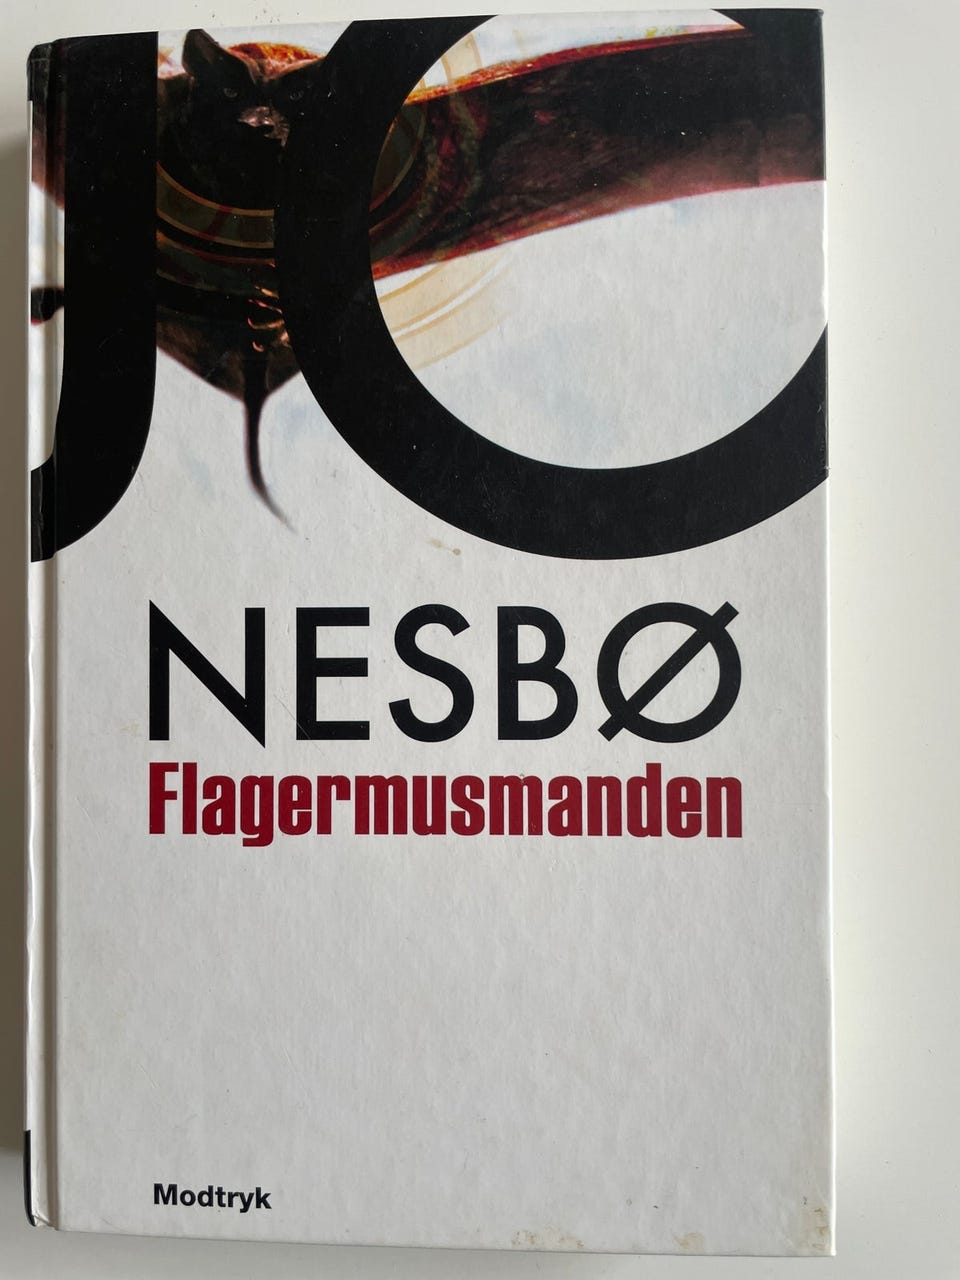 JO
NESBØ
Flagermusmanden
Modtryk